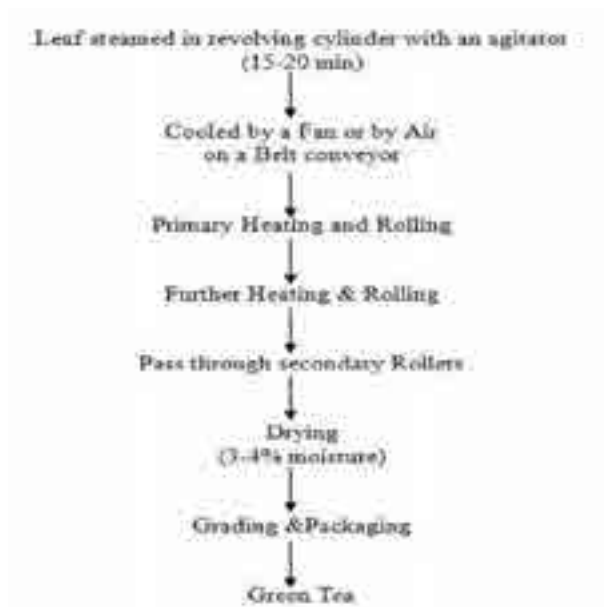 Leaf steamed in revolving cylinder with an agitator
(15-20 min)
Cooled by a Fan or by Air
on a Belt conveyor
Primary Heating and Rolling
Further Heating & Rolling
Pass through secondary Rollers
Drying
(3-4% moisture)
Grading &Packaging
Green Tea